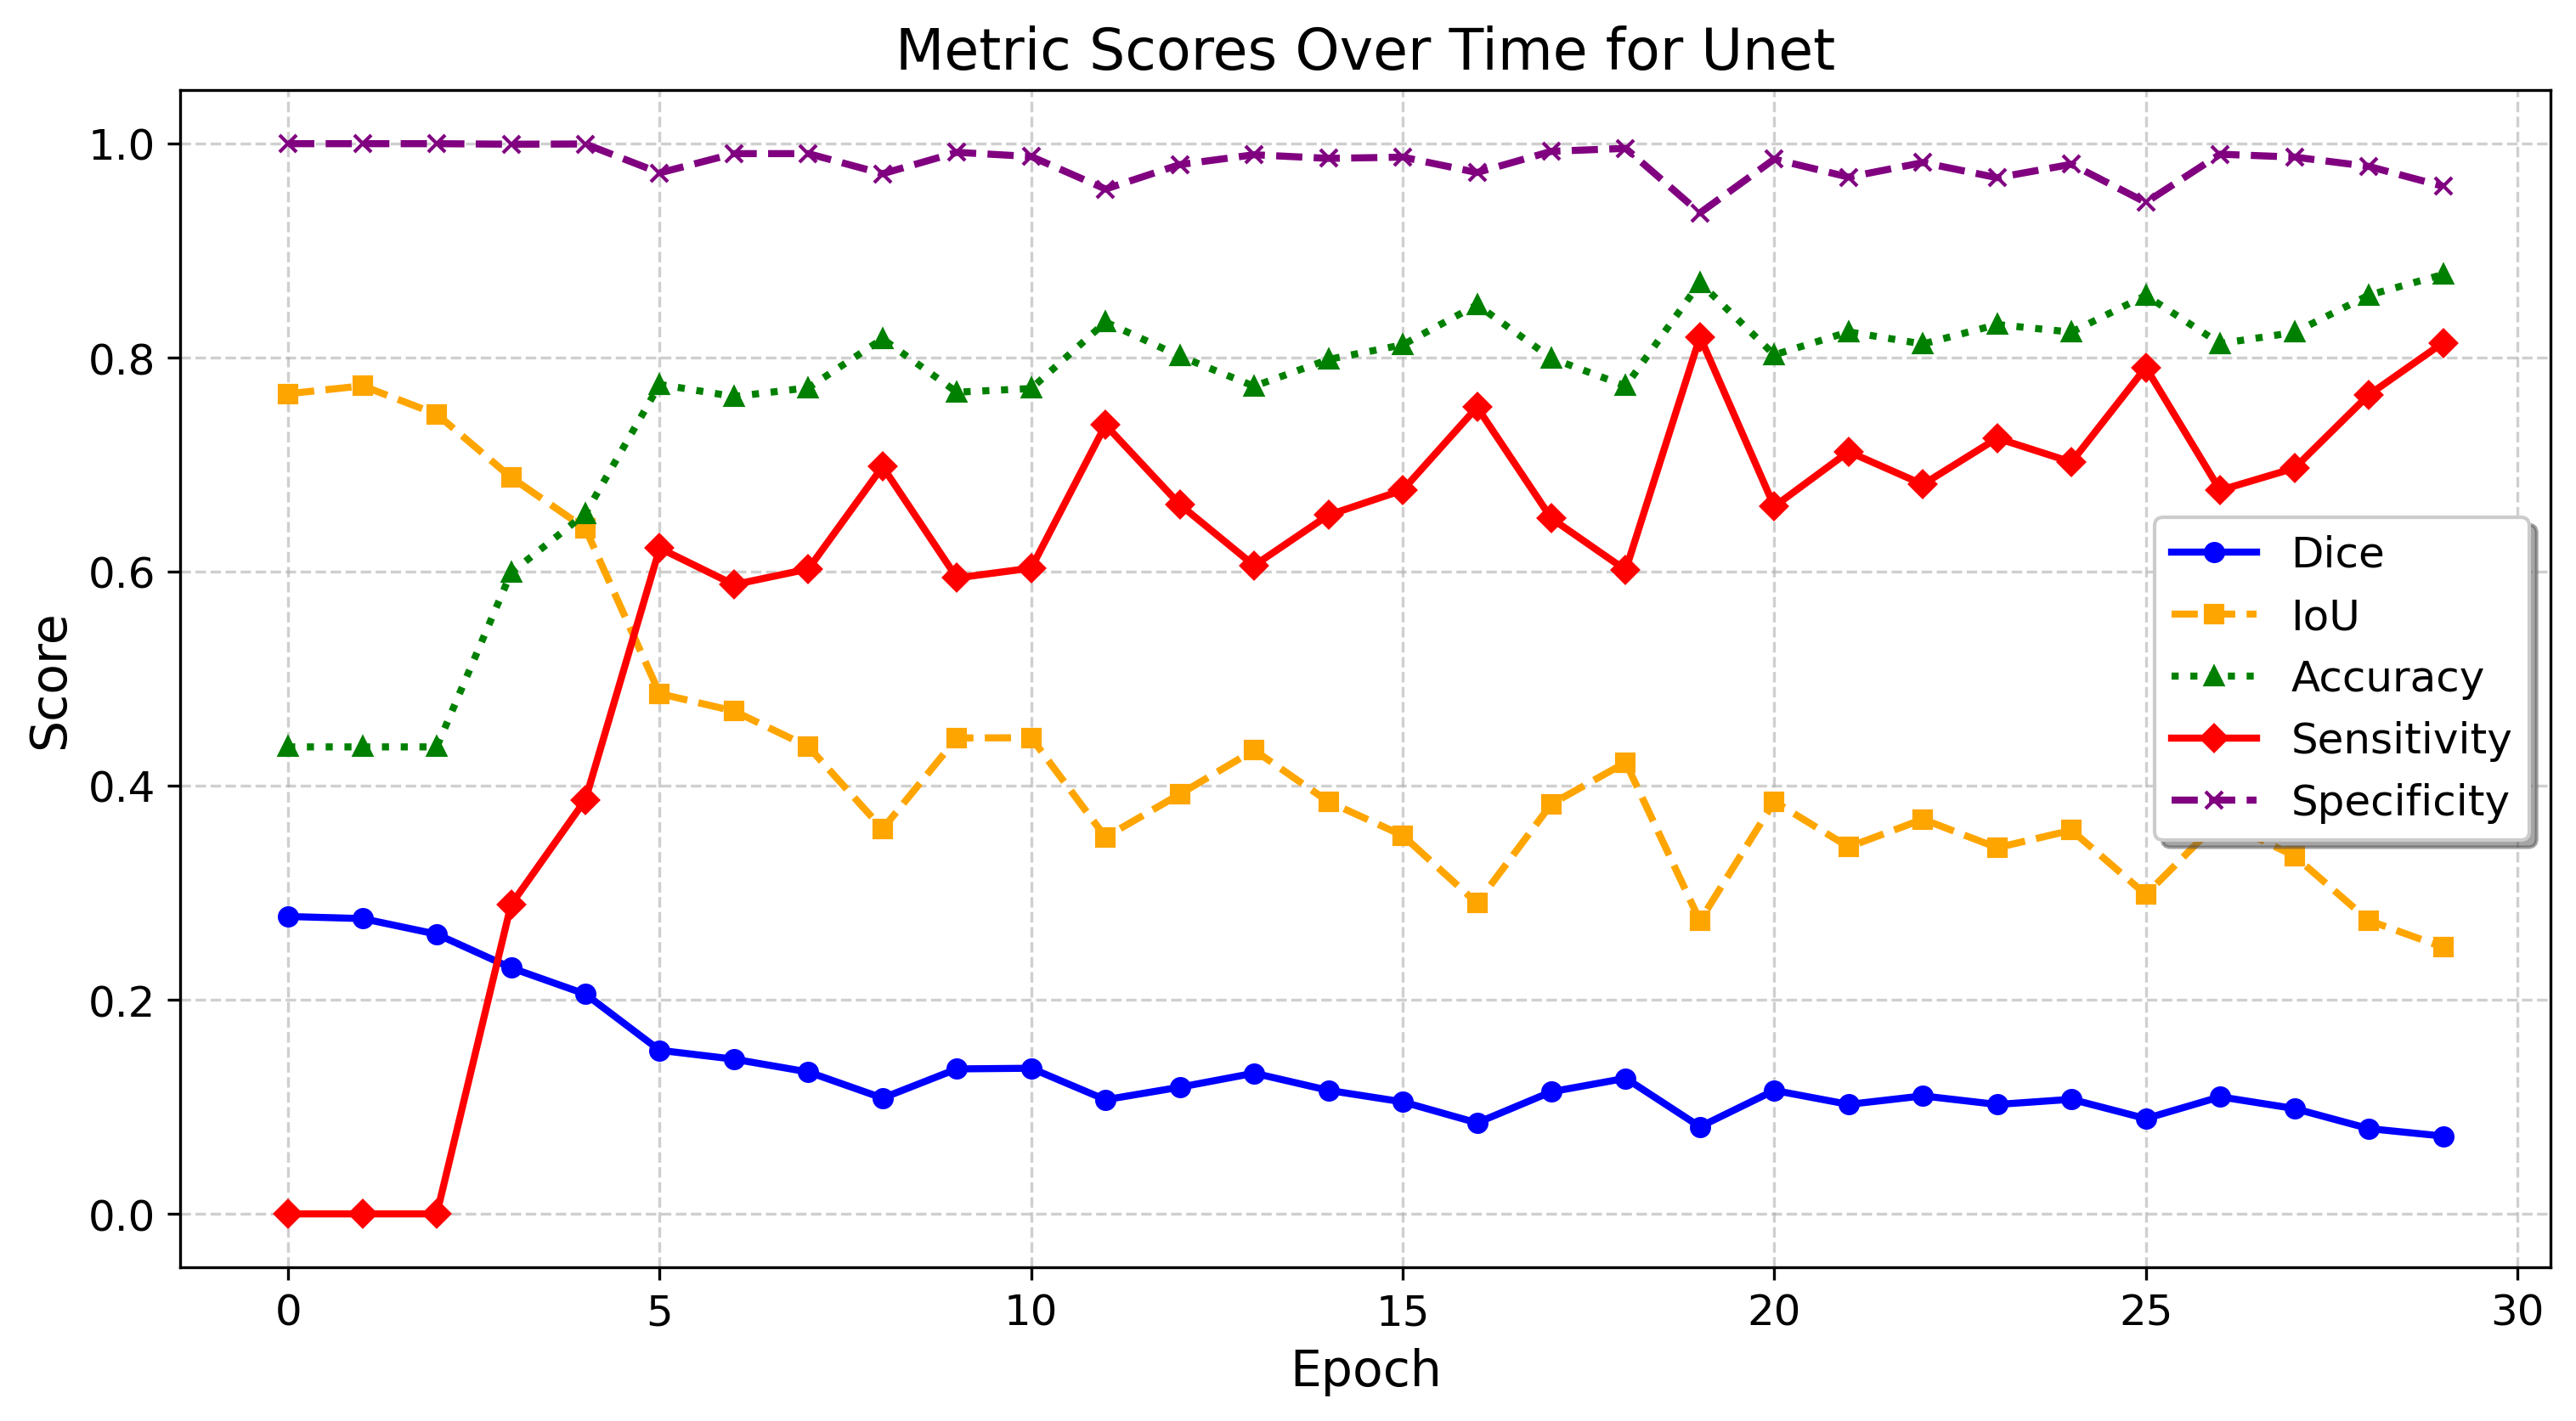 Metric Scores Over Time for Unet
Score
1.0
0.8
0.6
0.4
0.2
0.0
Dice
IoU
Accuracy
Sensitivity
Specificity
0 5 10 15 20 25 30
Epoch